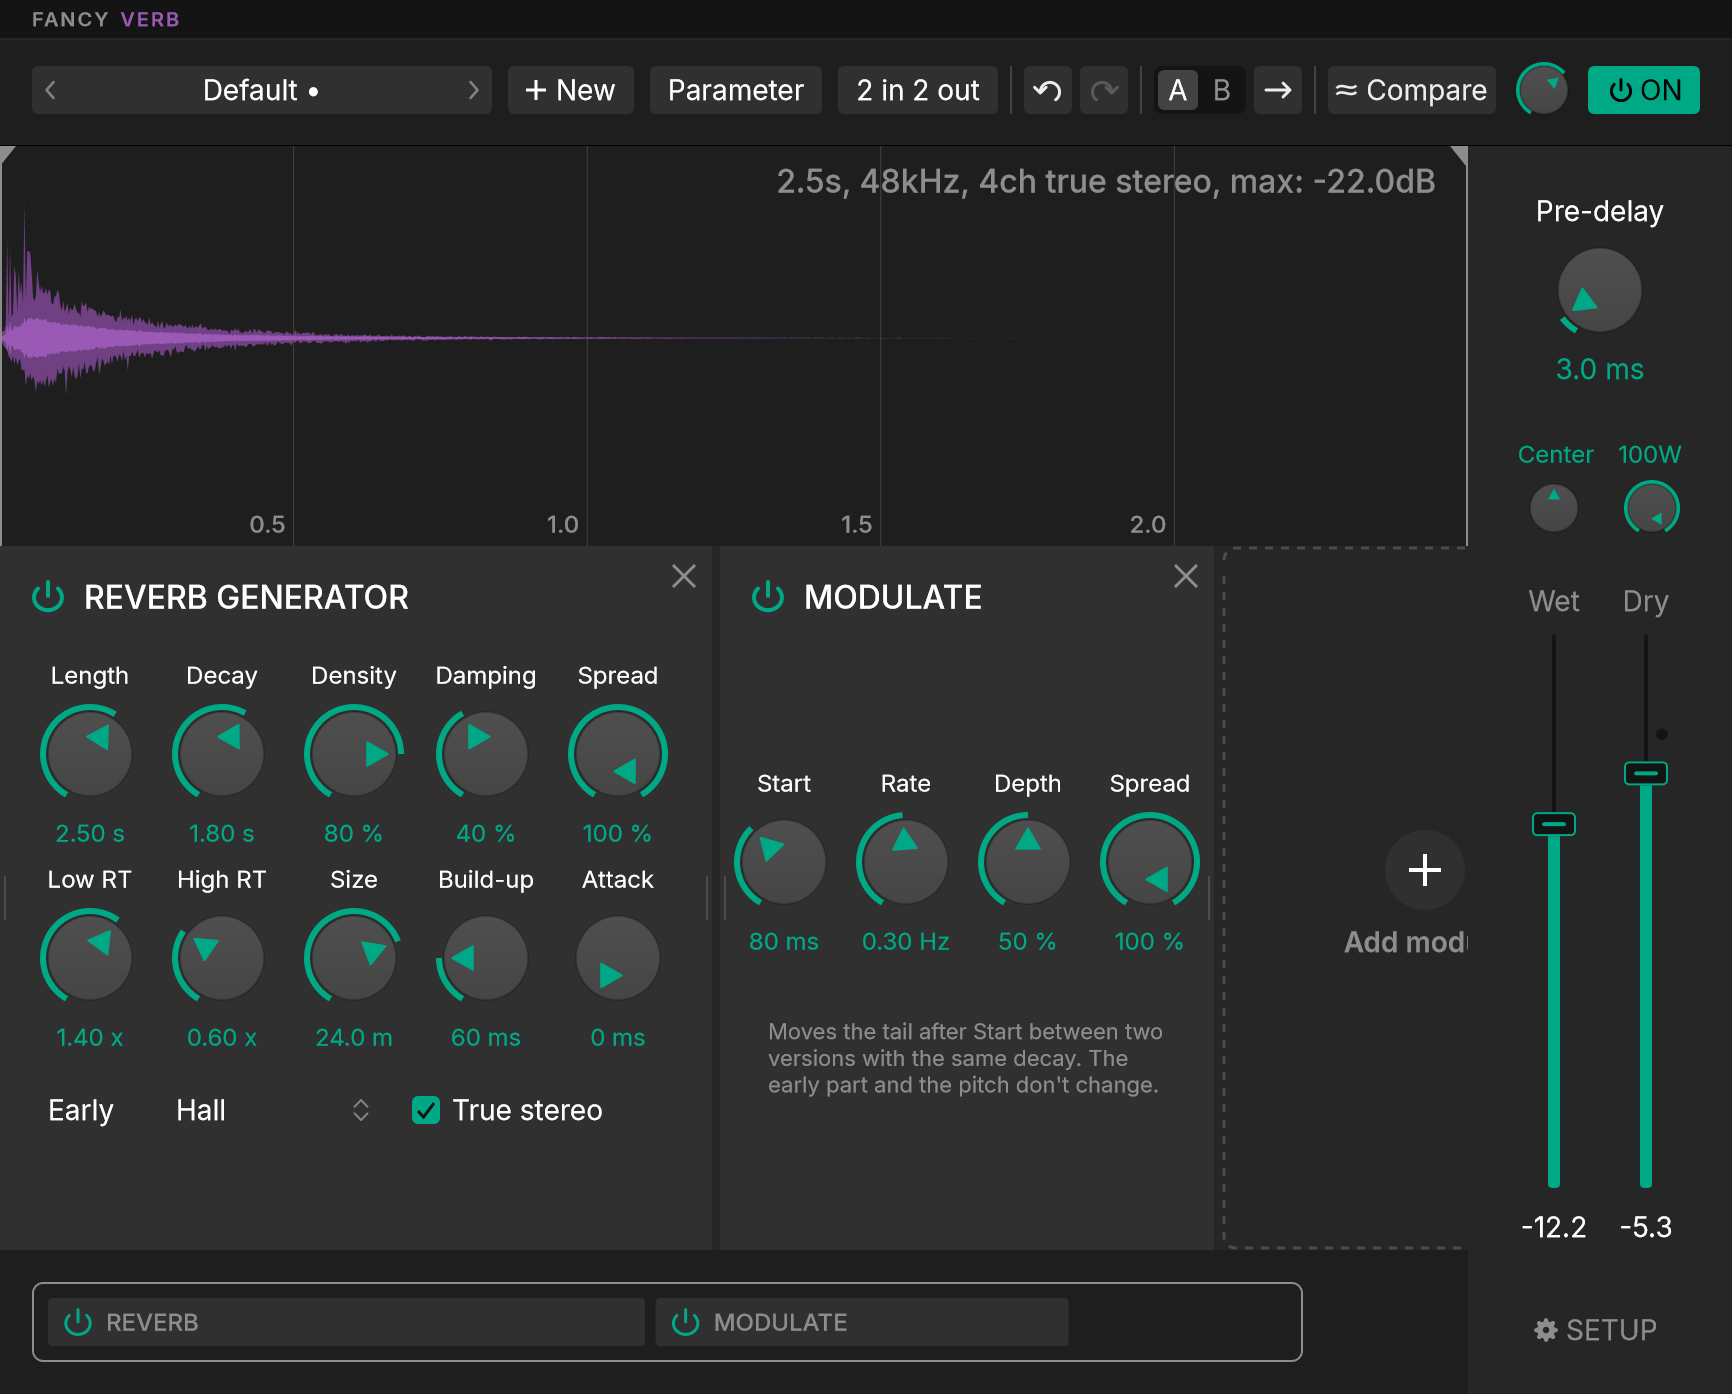 FANCY VERB
Default •
+ New
Parameter
2 in 2 out
A B
Compare
ON
2.5s, 48kHz, 4ch true stereo, max: -22.0dB
0.5 1.0 1.5 2.0
Pre-delay
3.0 ms
Center 100W
Wet Dry
-12.2 -5.3
SETUP
REVERB GENERATOR
Length Decay Density Damping Spread
2.50 s 1.80 s 80 % 40 % 100 %
Low RT High RT Size Build-up Attack
1.40 x 0.60 x 24.0 m 60 ms 0 ms
Early Hall True stereo
MODULATE
Start Rate Depth Spread
80 ms 0.30 Hz 50 % 100 %
Moves the tail after Start between two
versions with the same decay. The
early part and the pitch don't change.
+
Add mod
REVERB MODULATE